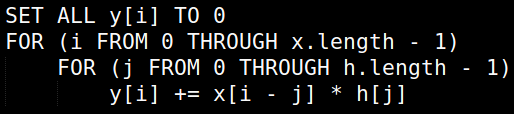 SET ALL y[i] TO 0
FOR (i FROM 0 THROUGH x.length - 1)
    FOR (j FROM 0 THROUGH h.length - 1)
        y[i] += x[i - j] * h[j]